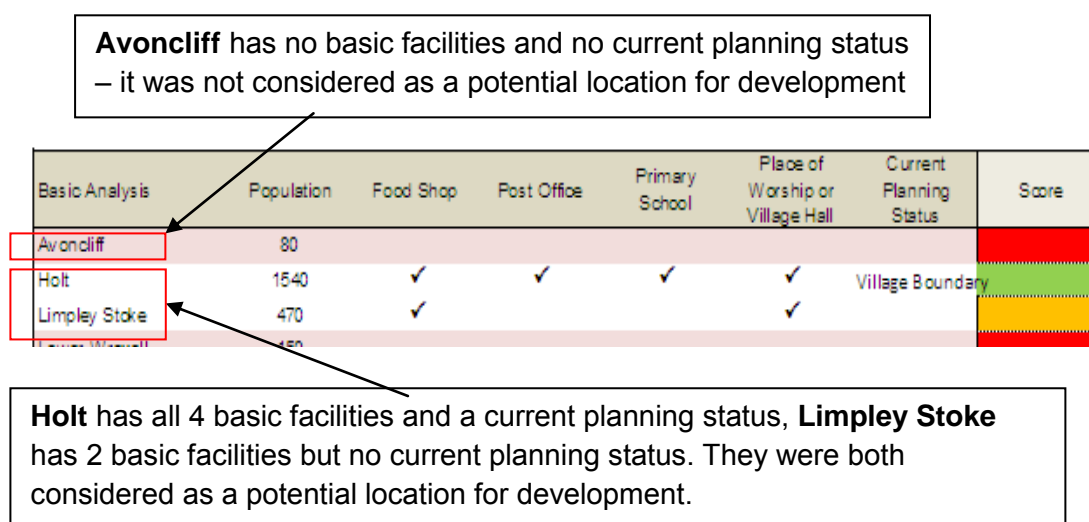 Avoncliff has no basic facilities and no current planning status
– it was not considered as a potential location for development
Basic Analysis Population Food Shop Post Office Primary School Place of Worship or Village Hall Current Planning Status Score
Avoncliff 80
Holt 1540 ✓ ✓ ✓ ✓ Village Boundary
Limpley Stoke 470 ✓ ✓
Holt has all 4 basic facilities and a current planning status, Limpley Stoke
has 2 basic facilities but no current planning status. They were both
considered as a potential location for development.